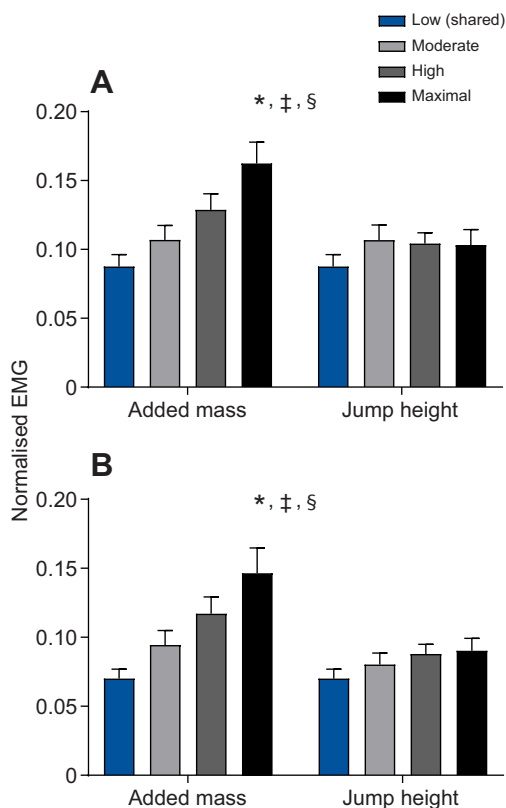 Low (shared)
Moderate
High
Maximal
A
*, ‡, §
0.20
0.15
0.10
0.05
0
Added mass
Jump height
Normalised EMG
B
*, ‡, §
0.20
0.15
0.10
0.05
0
Added mass
Jump height